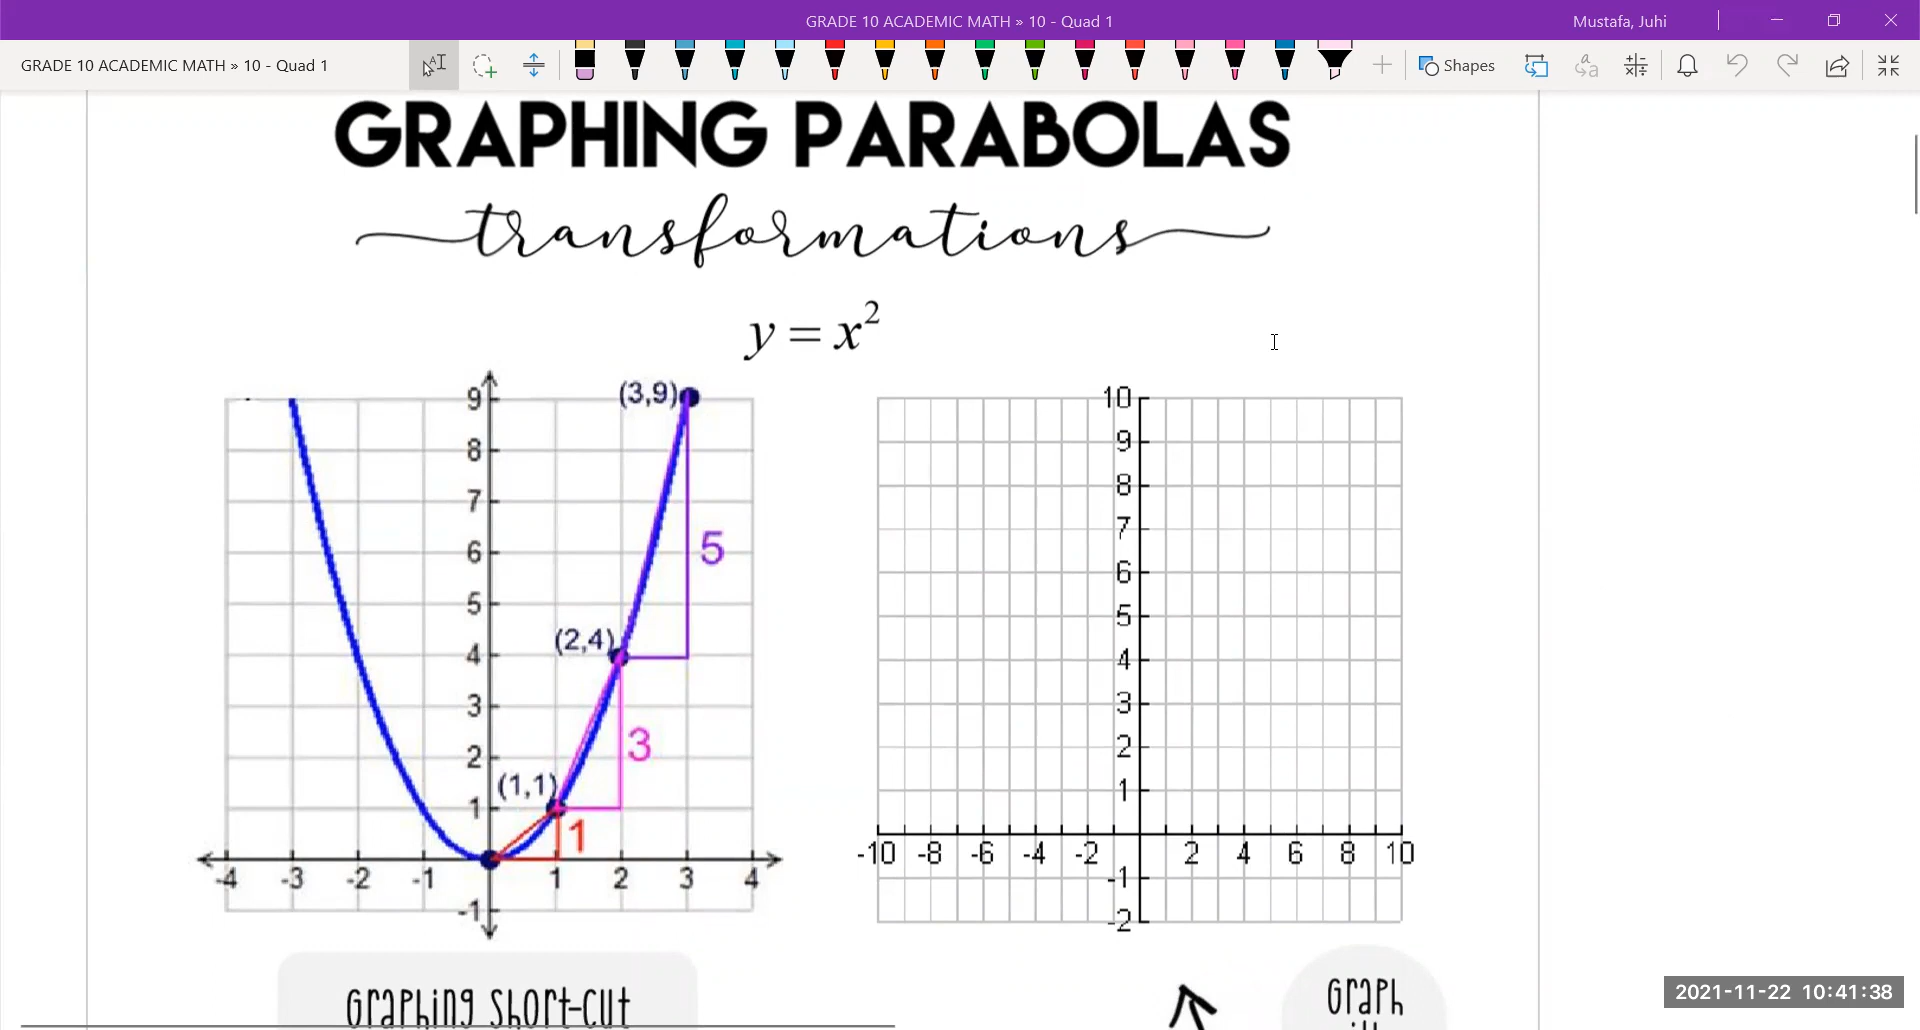 GRADE 10 ACADEMIC MATH » 10 - Quad 1
Mustafa, Juhi
GRADE 10 ACADEMIC MATH » 10 - Quad 1
Shapes
GRAPHING PARABOLAS
transformations
y = x²
9
8
7
6
5
4
3
2
1
-1
-4 -3 -2 -1 1 2 3 4
(3,9)
5
(2,4)
3
(1,1)
1
10
9
8
7
6
5
4
3
2
1
-10 -8 -6 -4 -2 2 4 6 8 10
-1
-2
Graphing Short-cut
Graph
2021-11-22 10:41:38